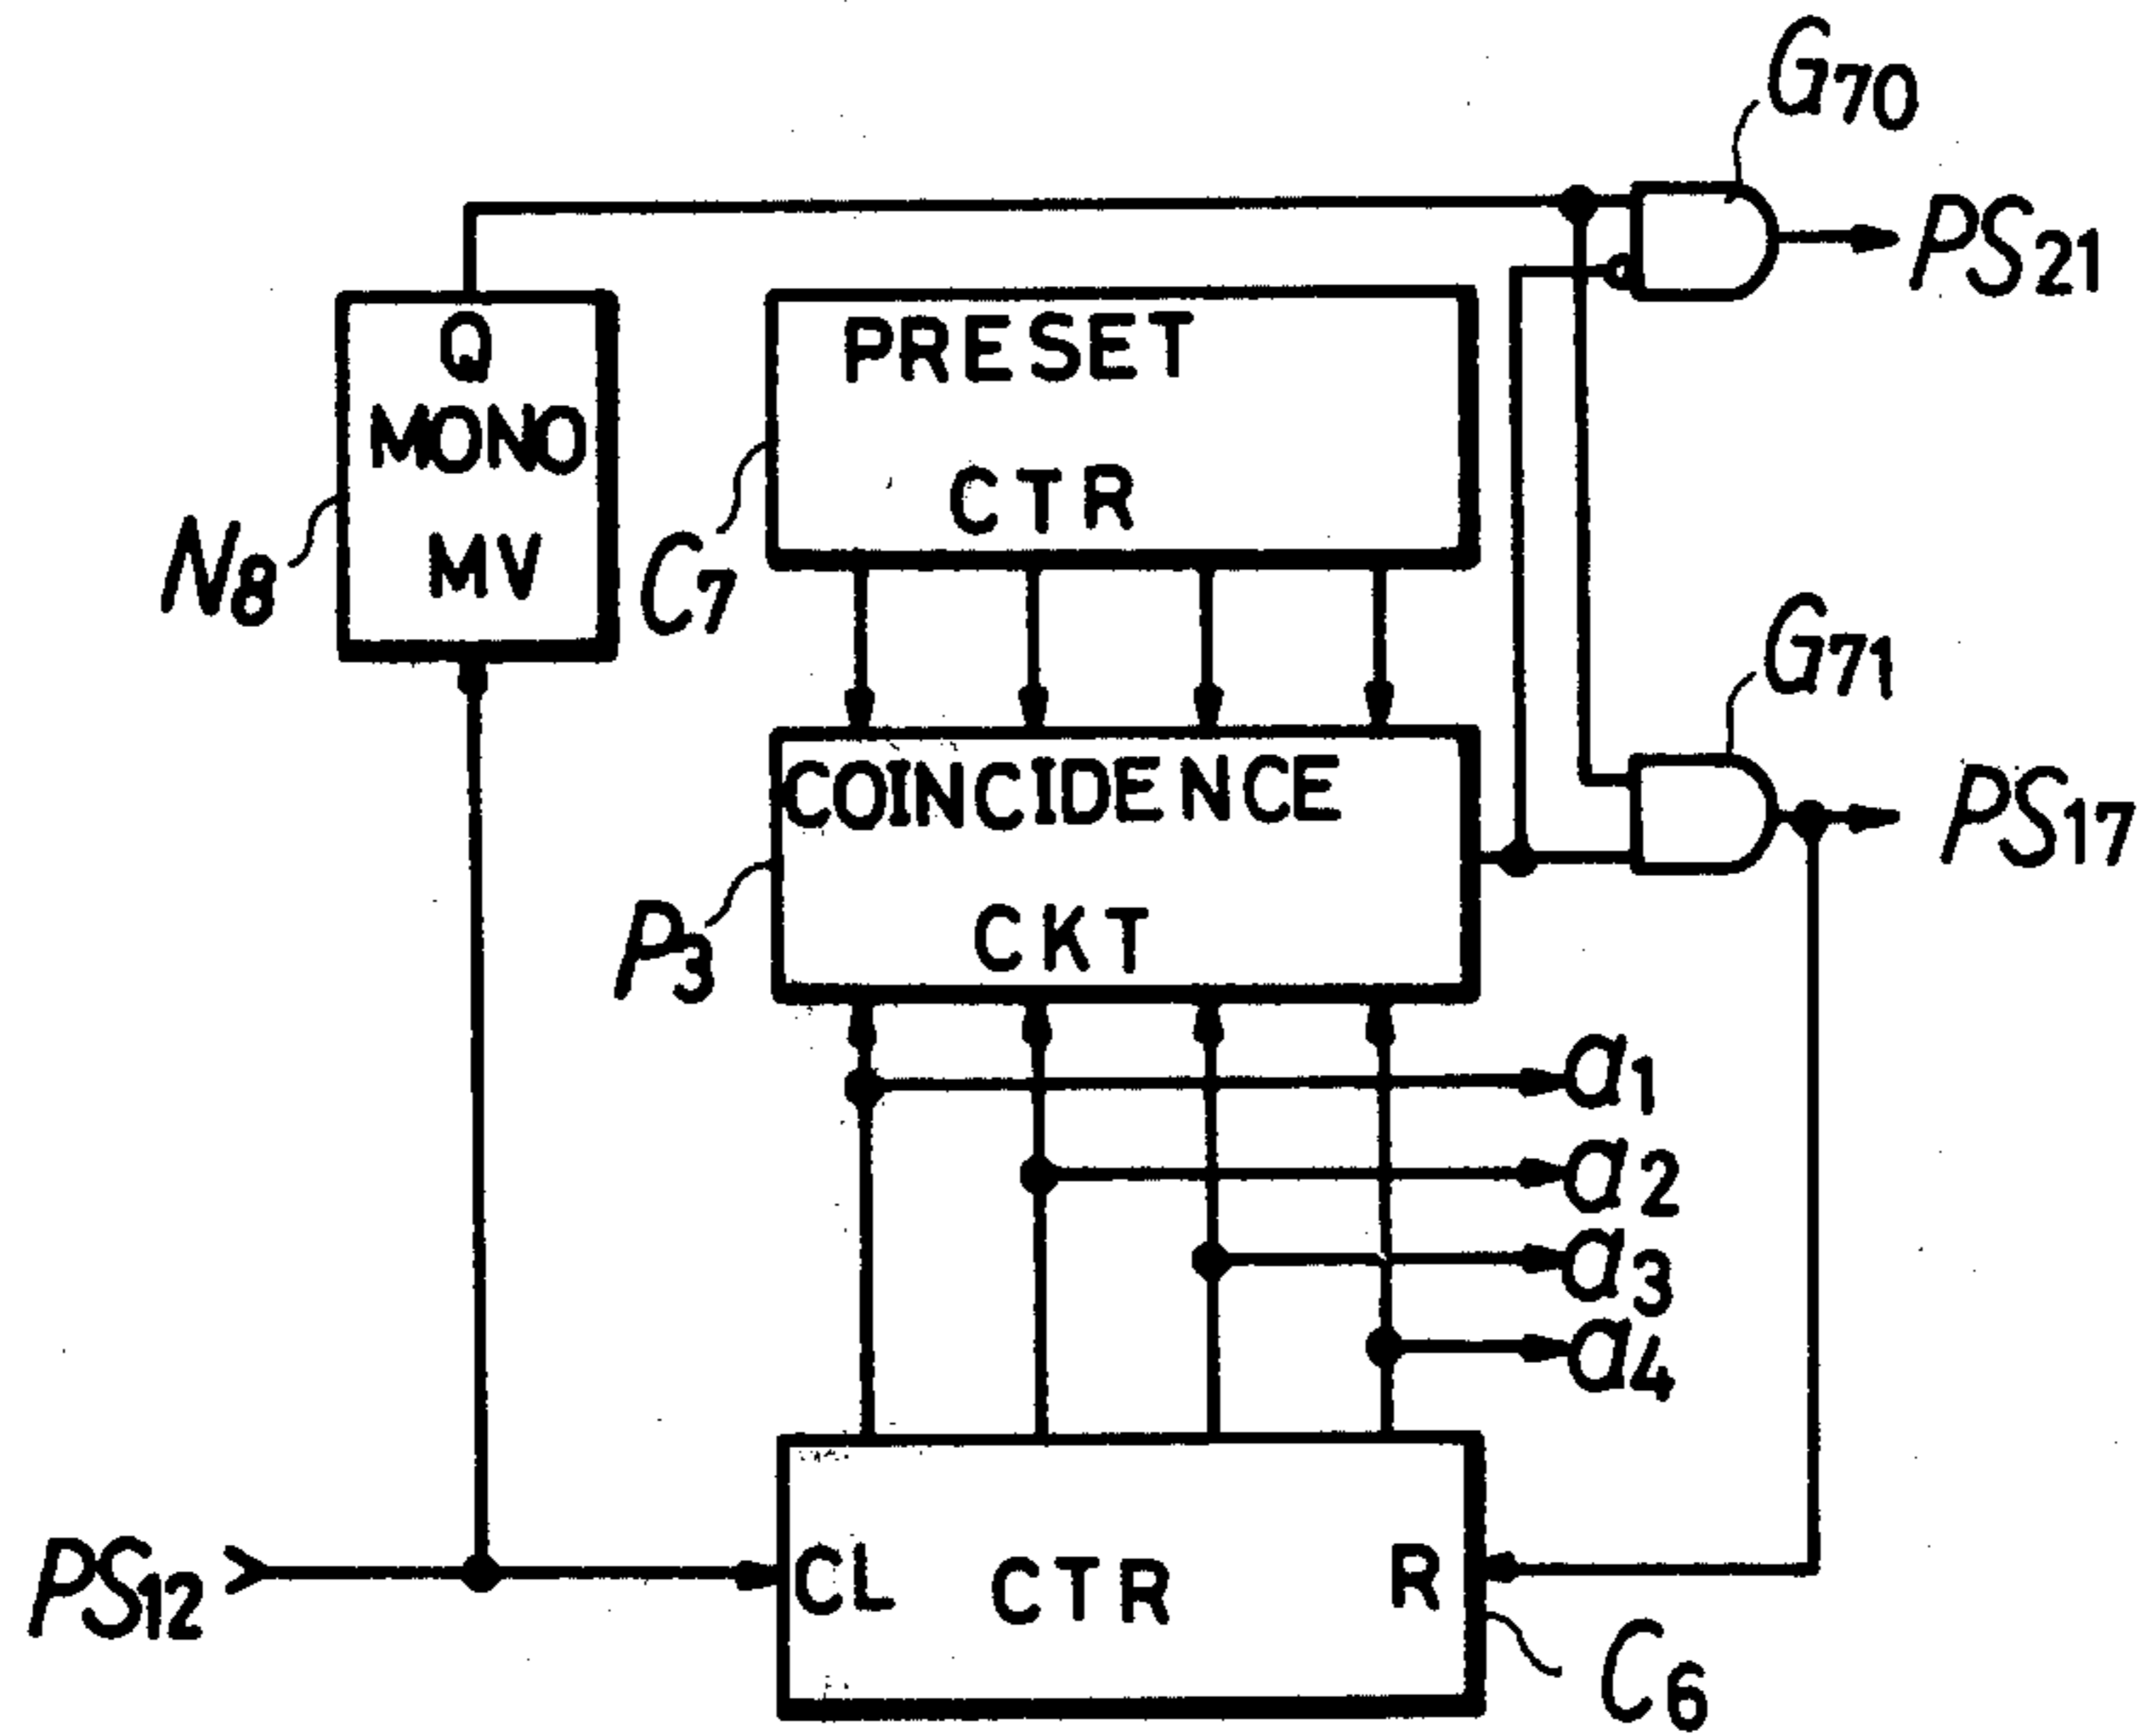 G70
PS21
Q
MONO
MV
N8
PRESET
CTR
C7
G71
PS17
COINCIDENCE
CKT
P3
a1
a2
a3
a4
PS12
CL CTR R
C6